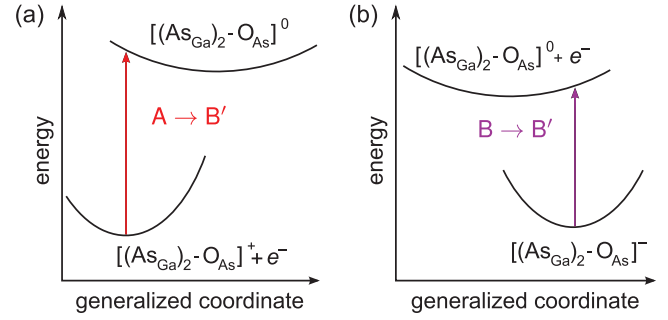 (a)
[(As_Ga)_2-O_As]^0
energy
A → B′
[(As_Ga)_2-O_As]^+ + e^−
generalized coordinate
(b)
[(As_Ga)_2-O_As]^0 + e^−
energy
B → B′
[(As_Ga)_2-O_As]^−
generalized coordinate